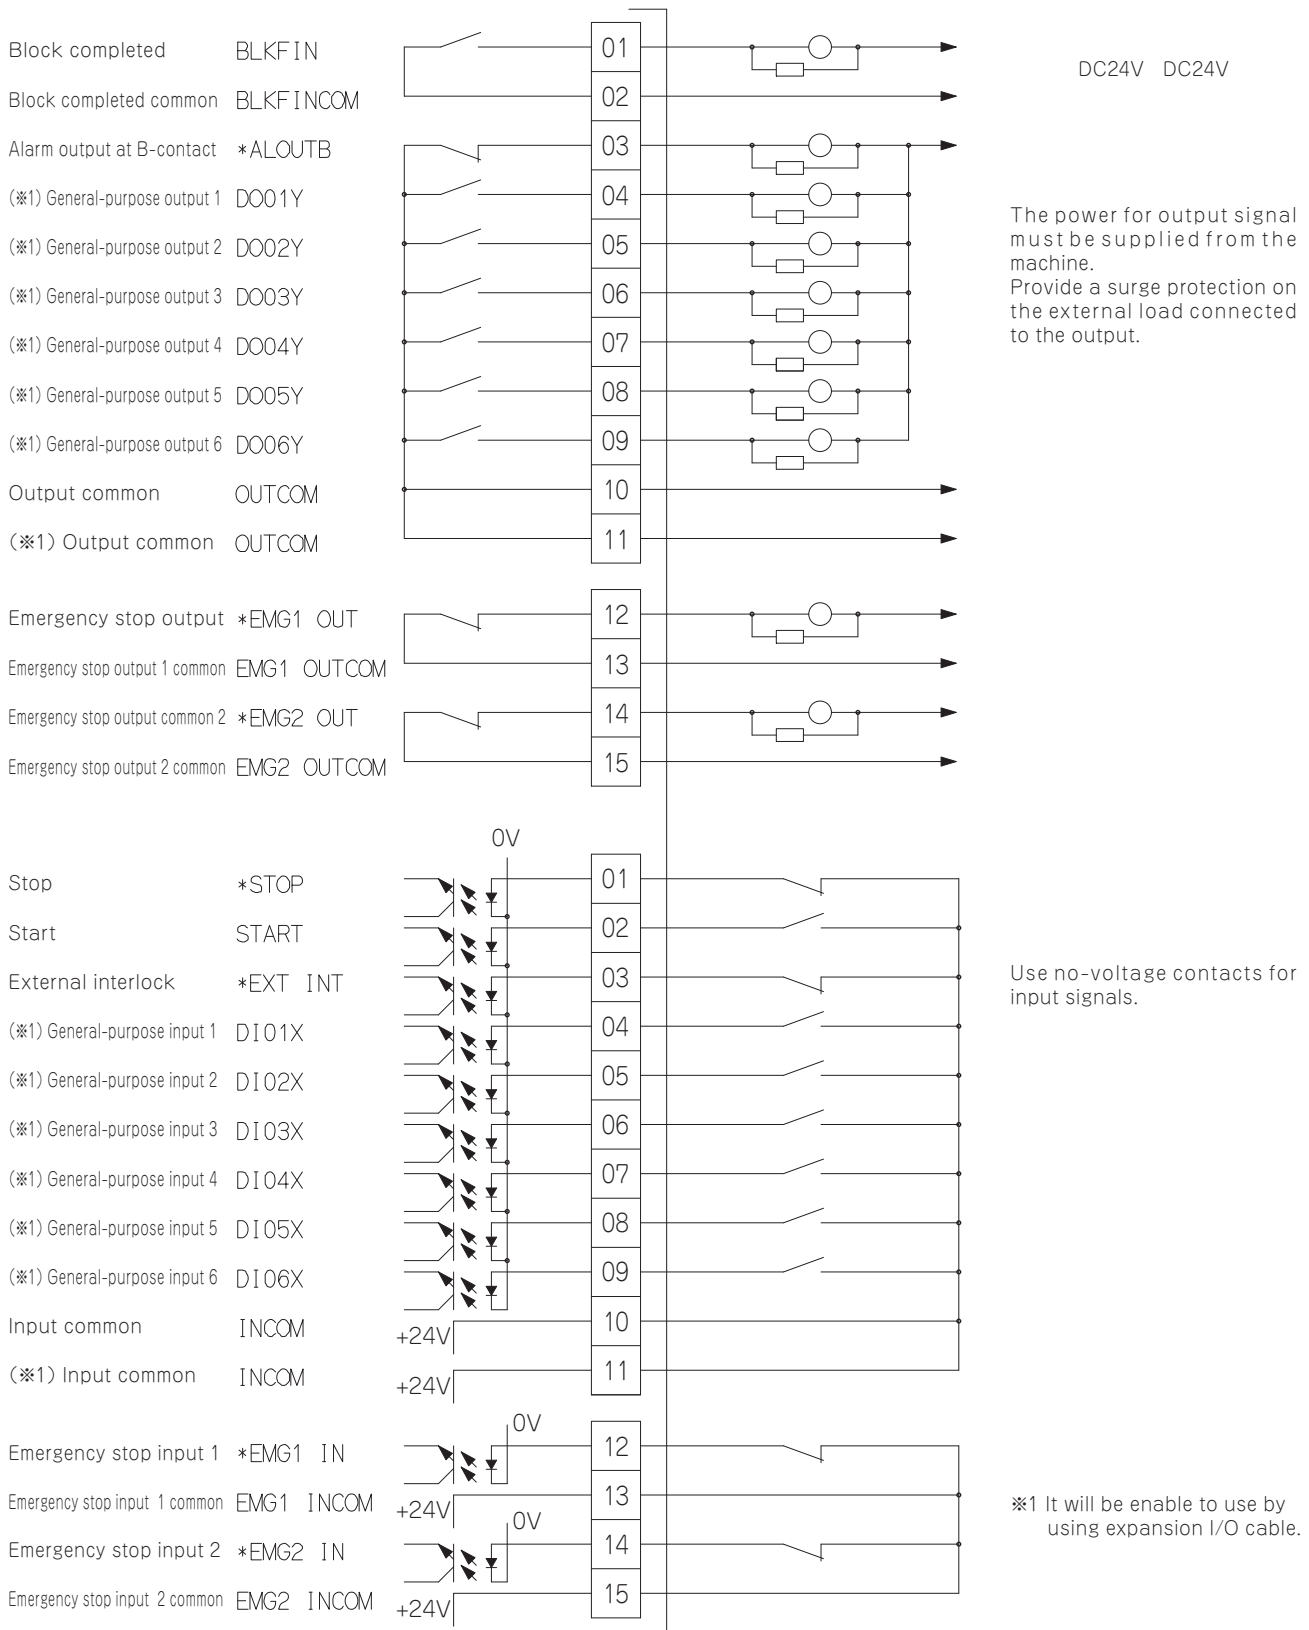 Block completed BLKFIN 01
DC24V DC24V
Block completed common BLKFINCOM 02
Alarm output at B-contact *ALOUTB 03
(※1) General-purpose output 1 DO01Y 04
(※1) General-purpose output 2 DO02Y 05
(※1) General-purpose output 3 DO03Y 06
(※1) General-purpose output 4 DO04Y 07
(※1) General-purpose output 5 DO05Y 08
(※1) General-purpose output 6 DO06Y 09
Output common OUTCOM 10
(※1) Output common OUTCOM 11
The power for output signal
must be supplied from the
machine.
Provide a surge protection on
the external load connected
to the output.
Emergency stop output *EMG1 OUT 12
Emergency stop output 1 common EMG1 OUTCOM 13
Emergency stop output common 2 *EMG2 OUT 14
Emergency stop output 2 common EMG2 OUTCOM 15
0V
Stop *STOP 01
Start START 02
External interlock *EXT INT 03
(※1) General-purpose input 1 DI01X 04
(※1) General-purpose input 2 DI02X 05
(※1) General-purpose input 3 DI03X 06
(※1) General-purpose input 4 DI04X 07
(※1) General-purpose input 5 DI05X 08
(※1) General-purpose input 6 DI06X 09
Input common INCOM +24V 10
(※1) Input common INCOM +24V 11
Use no-voltage contacts for
input signals.
0V
Emergency stop input 1 *EMG1 IN 12
Emergency stop input 1 common EMG1 INCOM +24V 13
0V
Emergency stop input 2 *EMG2 IN 14
Emergency stop input 2 common EMG2 INCOM +24V 15
※1 It will be enable to use by
using expansion I/O cable.